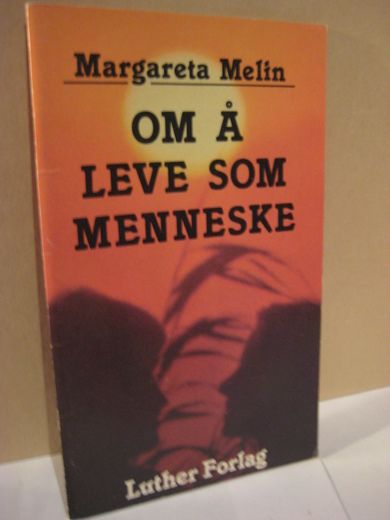 Margareta Melin
OM Å
LEVE SOM
MENNESKE
Luther Forlag